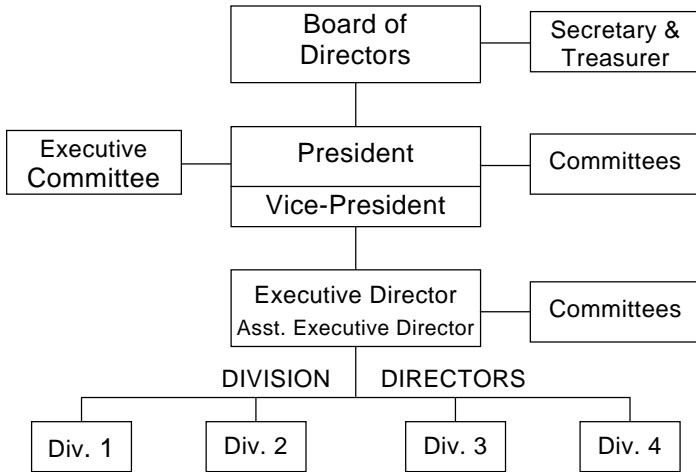 Board of
Directors
Secretary &
Treasurer
Executive
Committee
President
Vice-President
Committees
Executive Director
Asst. Executive Director
Committees
DIVISION DIRECTORS
Div. 1
Div. 2
Div. 3
Div. 4